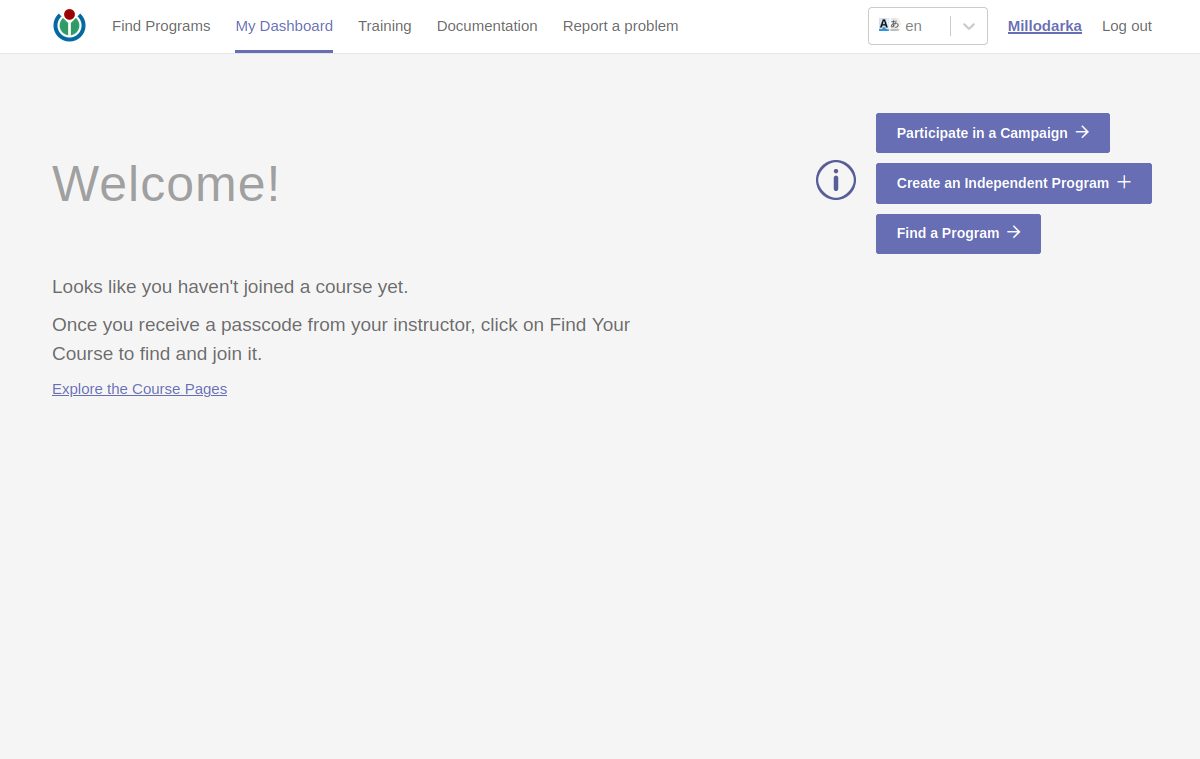 Find Programs My Dashboard Training Documentation Report a problem Aあ en Millodarka Log out
Participate in a Campaign
Welcome!
Create an Independent Program
Find a Program
Looks like you haven't joined a course yet.
Once you receive a passcode from your instructor, click on Find Your
Course to find and join it.
Explore the Course Pages